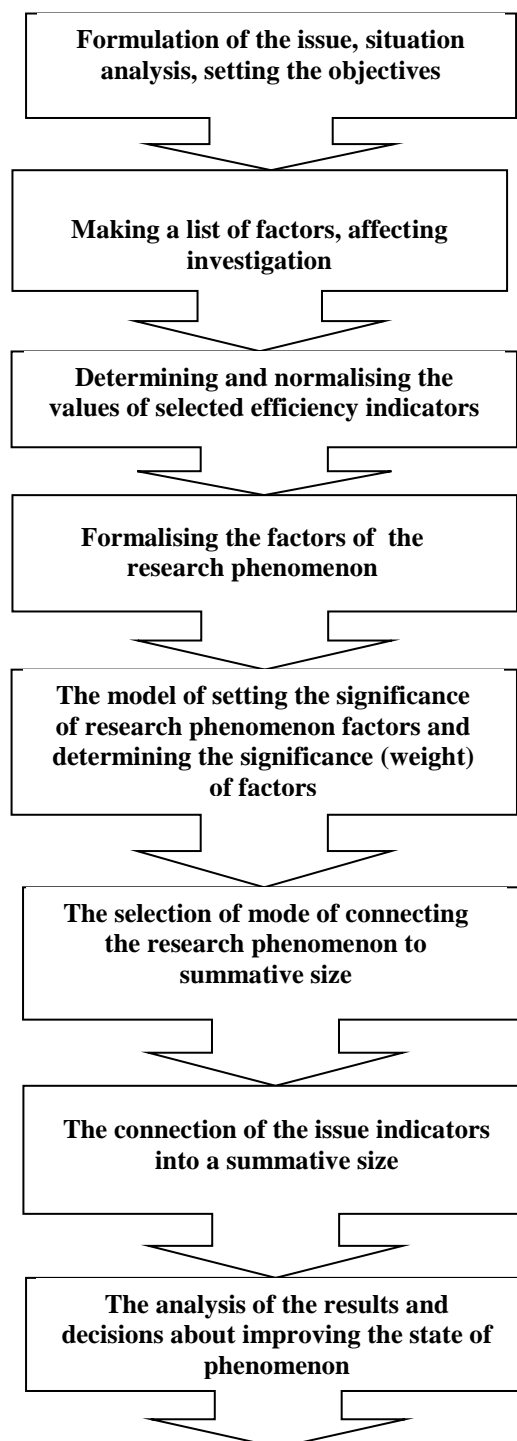 Formulation of the issue, situation
analysis, setting the objectives
Making a list of factors, affecting
investigation
Determining and normalising the
values of selected efficiency indicators
Formalising the factors of the
research phenomenon
The model of setting the significance
of research phenomenon factors and
determining the significance (weight)
of factors
The selection of mode of connecting
the research phenomenon to
summative size
The connection of the issue indicators
into a summative size
The analysis of the results and
decisions about improving the state of
phenomenon